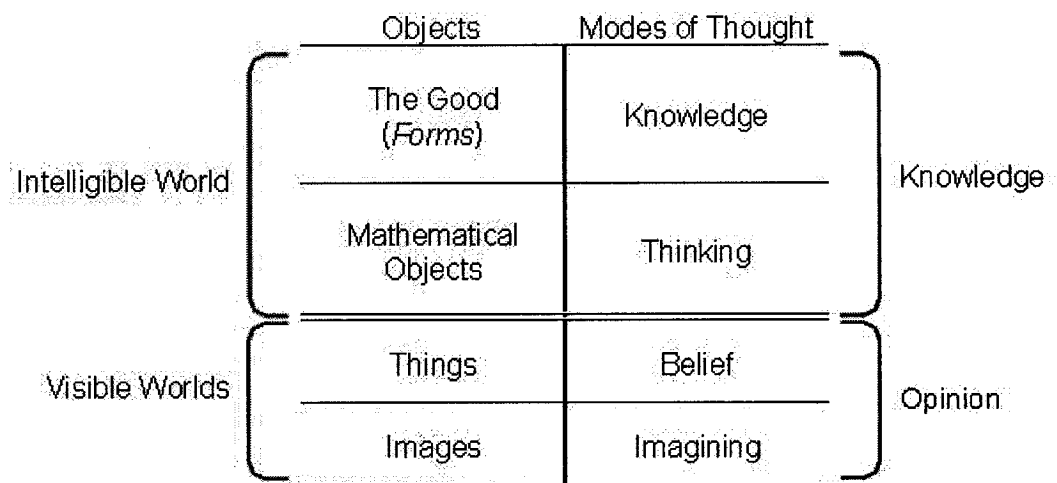 Objects Modes of Thought
The Good
(Forms)
Knowledge
Intelligible World
Knowledge
Mathematical
Objects
Thinking
Things
Belief
Visible Worlds
Opinion
Images
Imagining